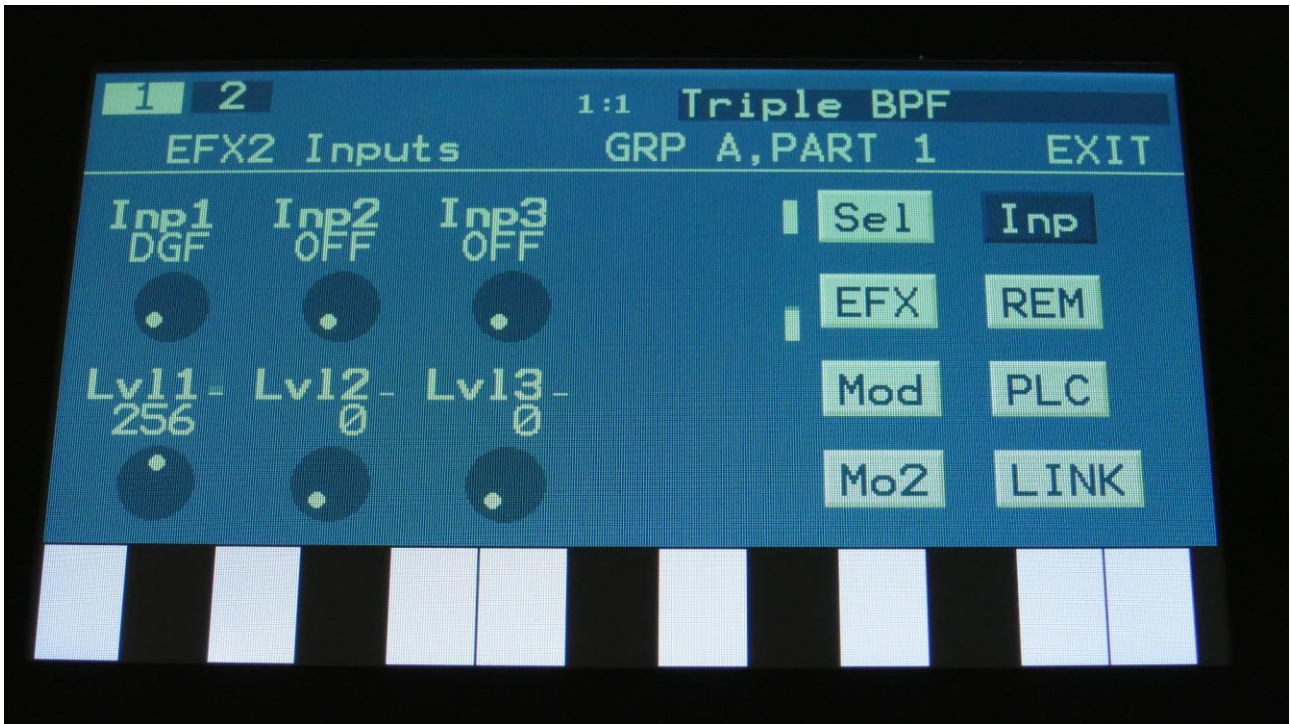 1 2 1:1 Triple BPF
EFX2 Inputs GRP A,PART 1 EXIT
Inp1 Inp2 Inp3 Sel Inp
DGF OFF OFF
EFX REM
Lvl1 Lvl2 Lvl3 Mod PLC
256 0 0
Mo2 LINK